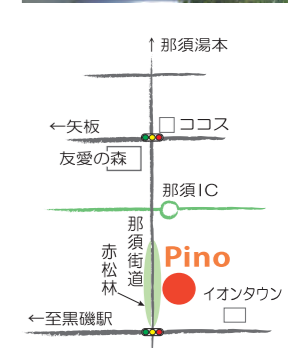 ↑那須湯本
←矢板
ココス
友愛の森
那須IC
那須街道
赤松林
Pino
イオンタウン
←至黒磯駅